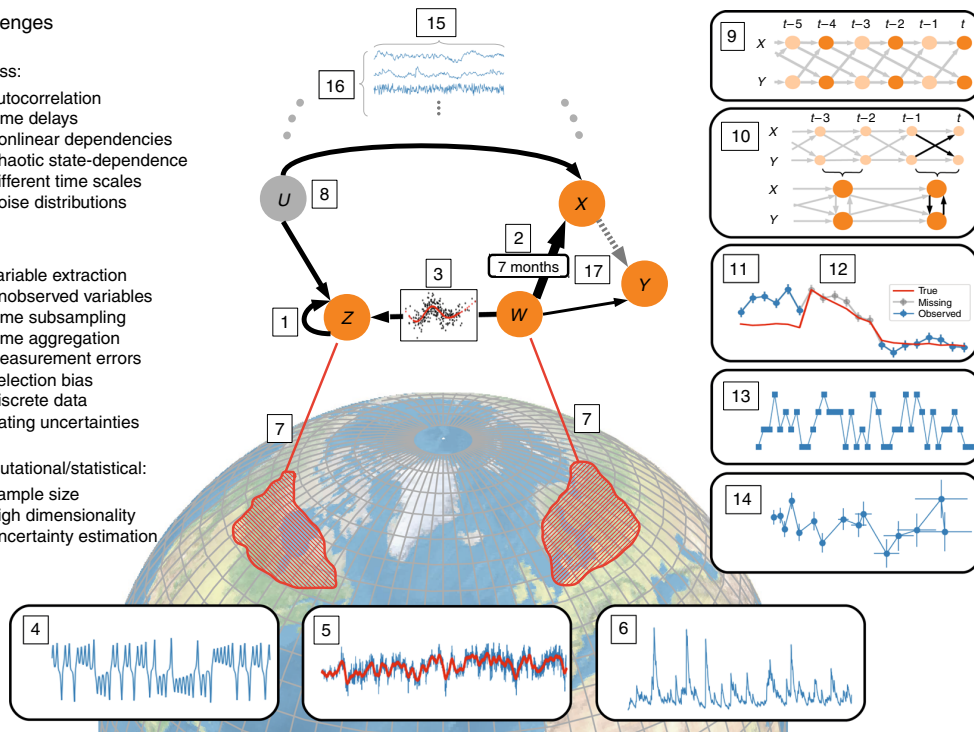 enges
ss:
utocorrelation
me delays
onlinear dependencies
haotic state-dependence
ifferent time scales
oise distributions
ariable extraction
nobserved variables
me subsampling
me aggregation
easurement errors
election bias
iscrete data
ating uncertainties
utational/statistical:
ample size
igh dimensionality
ncertainty estimation
15
16
U
8
X
2
7 months
17
Y
3
1
Z
W
7
7
4
5
6
9
t–5 t–4 t–3 t–2 t–1 t
X
Y
10
t–3 t–2 t–1 t
X
Y
X
Y
11
12
True
Missing
Observed
13
14